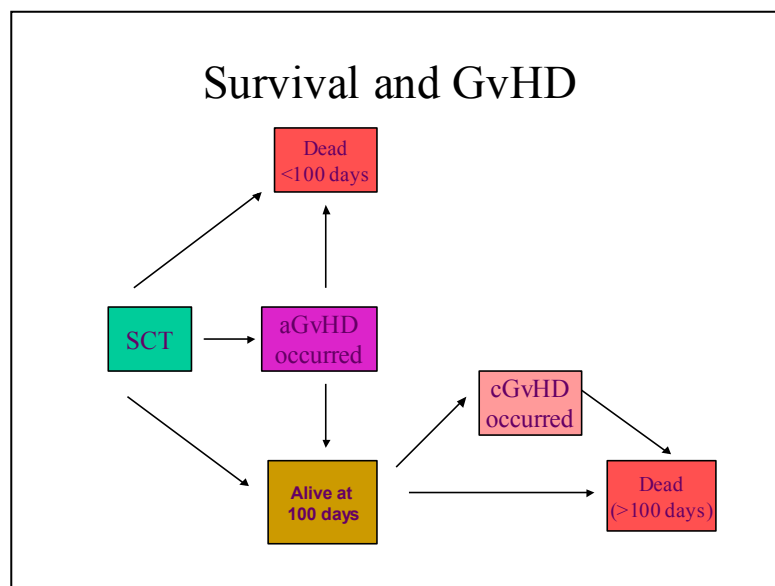 Survival and GvHD
Dead
<100 days
SCT
aGvHD
occurred
cGvHD
occurred
Alive at
100 days
Dead
(>100 days)